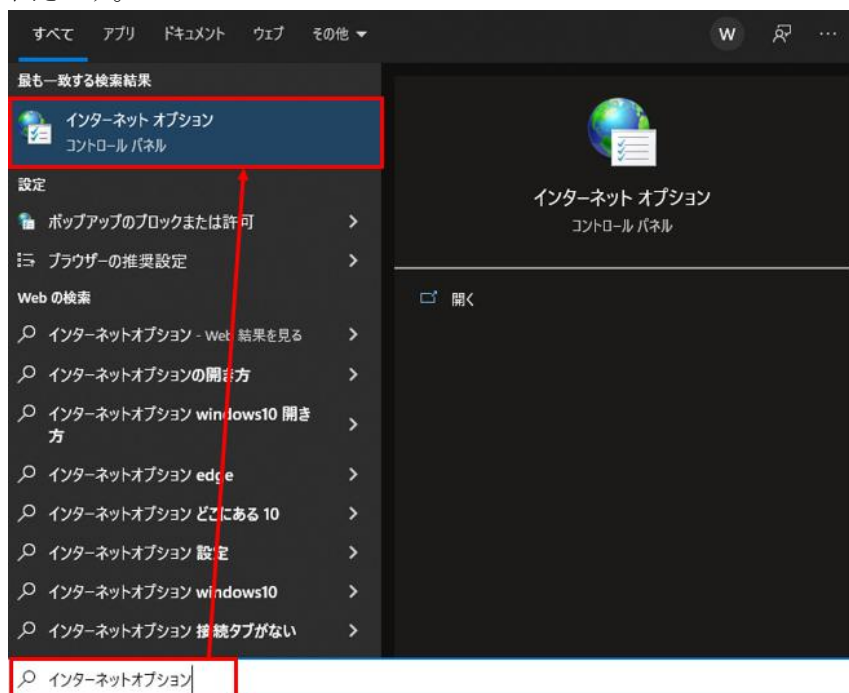 すべて アプリ ドキュメント ウェブ その他 W
最も一致する検索結果
インターネット オプション
コントロール パネル
設定
ポップアップのブロックまたは許可
ブラウザーの推奨設定
Web の検索
インターネットオプション - Web 結果を見る
インターネットオプションの開き方
インターネットオプション windows10 開き
方
インターネットオプション edge
インターネットオプション どこにある 10
インターネットオプション 設定
インターネットオプション windows10
インターネットオプション 接続タブがない
インターネットオプション
インターネット オプション
コントロール パネル
開く